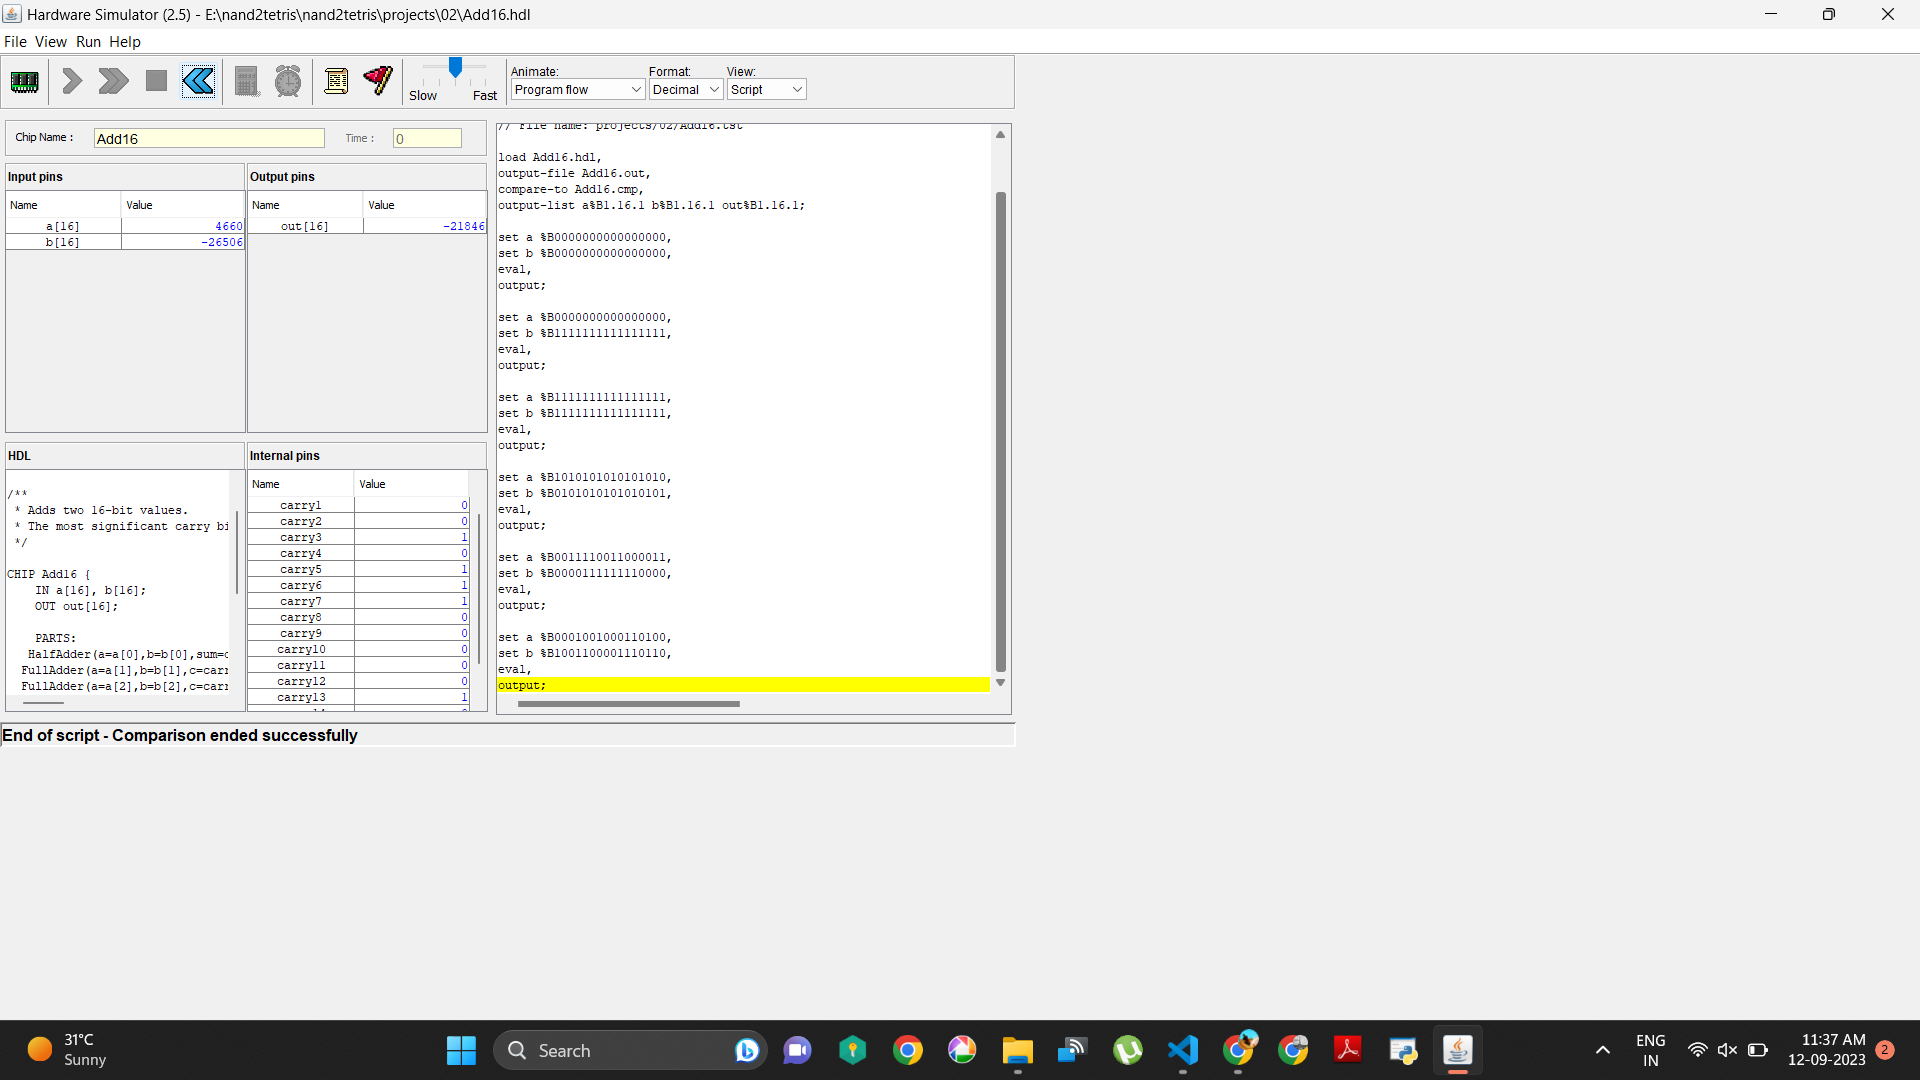 Hardware Simulator (2.5) - E:\nand2tetris\nand2tetris\projects\02\Add16.hdl
File View Run Help
Slow Fast
Animate:
Program flow
Format:
Decimal
View:
Script
Chip Name :
Add16
Time :
0
Input pins
Name Value
a[16] 4660
b[16] -26506
Output pins
Name Value
out[16] -21846
HDL
/**
* Adds two 16-bit values.
* The most significant carry bi
*/
CHIP Add16 {
IN a[16], b[16];
OUT out[16];
PARTS:
HalfAdder(a=a[0],b=b[0],sum=o
FullAdder(a=a[1],b=b[1],c=carr
FullAdder(a=a[2],b=b[2],c=carr
Internal pins
Name Value
carry1 0
carry2 0
carry3 1
carry4 0
carry5 1
carry6 1
carry7 1
carry8 0
carry9 0
carry10 0
carry11 0
carry12 0
carry13 1
// File name: projects/02/Add16.tst
load Add16.hdl,
output-file Add16.out,
compare-to Add16.cmp,
output-list a%B1.16.1 b%B1.16.1 out%B1.16.1;
set a %B0000000000000000,
set b %B0000000000000000,
eval,
output;
set a %B0000000000000000,
set b %B1111111111111111,
eval,
output;
set a %B1111111111111111,
set b %B1111111111111111,
eval,
output;
set a %B1010101010101010,
set b %B0101010101010101,
eval,
output;
set a %B0011110011000011,
set b %B0000111111110000,
eval,
output;
set a %B0001001000110100,
set b %B1001100001110110,
eval,
output;
End of script - Comparison ended successfully
31°C
Sunny
Search
ENG
IN
11:37 AM
12-09-2023
2